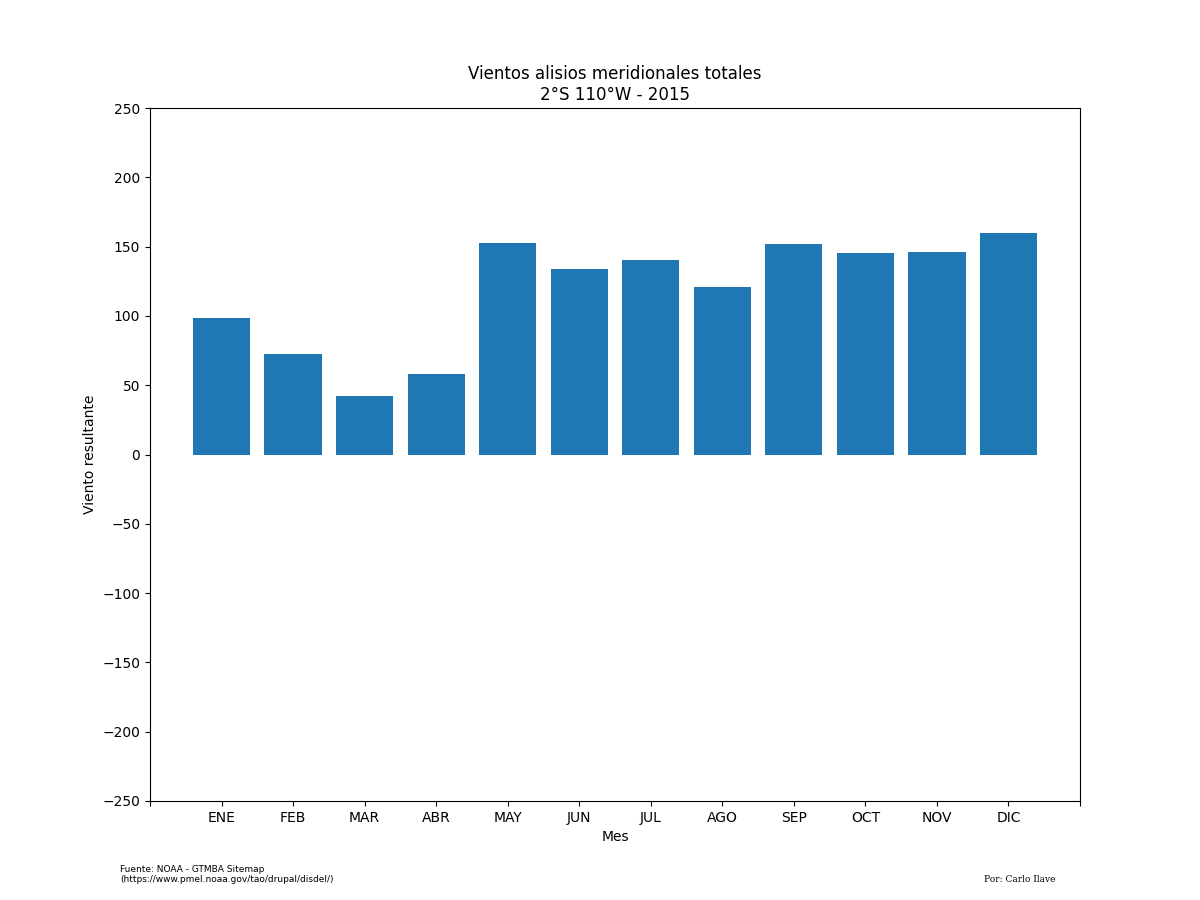 Vientos alisios meridionales totales
2°S 110°W - 2015
250
200
150
100
50
0
−50
−100
−150
−200
−250
Viento resultante
ENE FEB MAR ABR MAY JUN JUL AGO SEP OCT NOV DIC
Mes
Fuente: NOAA - GTMBA Sitemap
(https://www.pmel.noaa.gov/tao/drupal/disdel/)
Por: Carlo Ilave